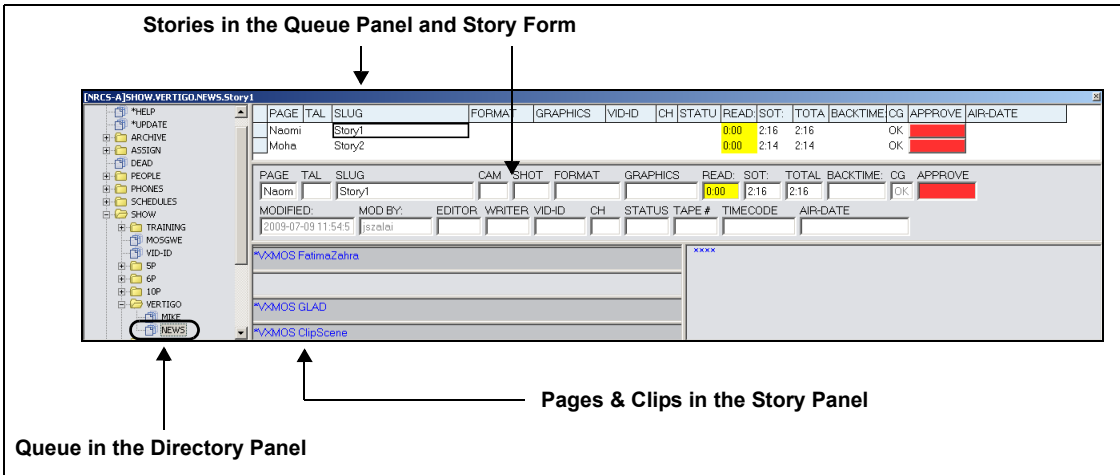 Stories in the Queue Panel and Story Form
[NRCS-A]SHOW.VERTIGO.NEWS.Story1
*HELP
*UPDATE
ARCHIVE
ASSIGN
DEAD
PEOPLE
PHONES
SCHEDULES
SHOW
TRAINING
MOSGWE
VID-ID
5P
6P
10P
VERTIGO
MIKE
NEWS
PAGE TAL SLUG FORMAT GRAPHICS VID-ID CH STATU READ: SOT: TOTA BACKTIME: CG APPROVE AIR-DATE
Naomi Story1 0:00 2:16 2:16 OK
Moha Story2 0:00 2:14 2:14 OK
PAGE TAL SLUG CAM SHOT FORMAT GRAPHICS READ: SOT: TOTAL BACKTIME: CG APPROVE
Naom Story1 0:00 2:16 2:16 OK
MODIFIED: MOD BY: EDITOR WRITER VID-ID CH STATUS TAPE # TIMECODE AIR-DATE
2009-07-09 11:54:5 jszalai
*VXMOS FatimaZahra
××××
*VXMOS GLAD
*VXMOS ClipScene
Pages & Clips in the Story Panel
Queue in the Directory Panel